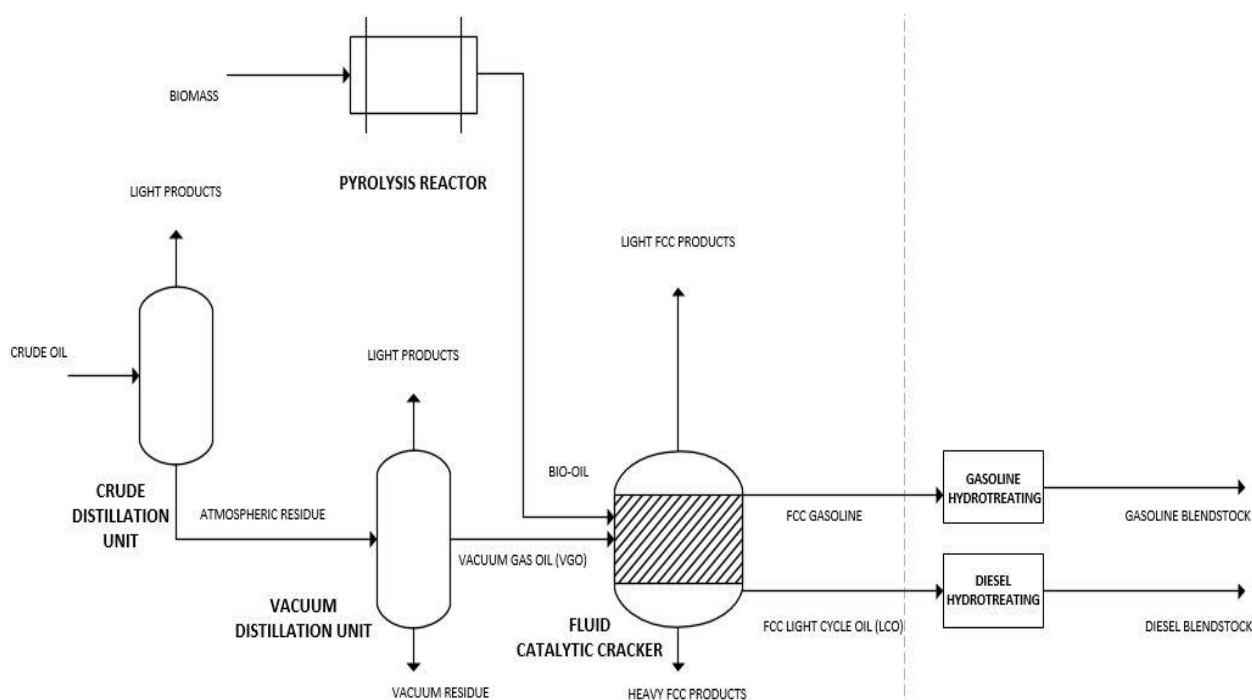 BIOMASS
PYROLYSIS REACTOR
LIGHT PRODUCTS
LIGHT FCC PRODUCTS
CRUDE OIL
LIGHT PRODUCTS
CRUDE
DISTILLATION
UNIT
ATMOSPHERIC RESIDUE
BIO-OIL
VACUUM GAS OIL (VGO)
VACUUM
DISTILLATION UNIT
VACUUM RESIDUE
FLUID
CATALYTIC CRACKER
HEAVY FCC PRODUCTS
FCC GASOLINE
GASOLINE
HYDROTREATING
GASOLINE BLENDSTOCK
FCC LIGHT CYCLE OIL (LCO)
DIESEL
HYDROTREATING
DIESEL BLENDSTOCK